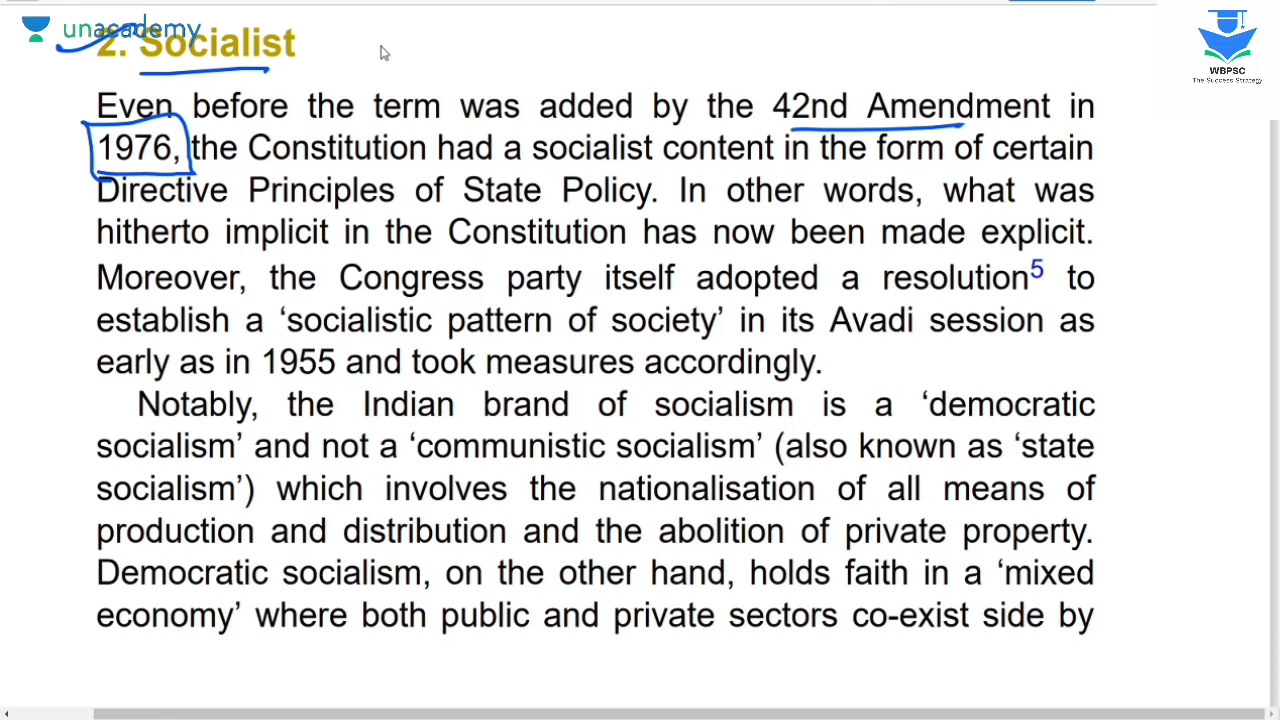 unacademy
2. Socialist
WBPSC
The Success Strategy
Even before the term was added by the 42nd Amendment in
1976, the Constitution had a socialist content in the form of certain
Directive Principles of State Policy. In other words, what was
hitherto implicit in the Constitution has now been made explicit.
Moreover, the Congress party itself adopted a resolution5 to
establish a ‘socialistic pattern of society’ in its Avadi session as
early as in 1955 and took measures accordingly.
Notably, the Indian brand of socialism is a ‘democratic
socialism’ and not a ‘communistic socialism’ (also known as ‘state
socialism’) which involves the nationalisation of all means of
production and distribution and the abolition of private property.
Democratic socialism, on the other hand, holds faith in a ‘mixed
economy’ where both public and private sectors co-exist side by